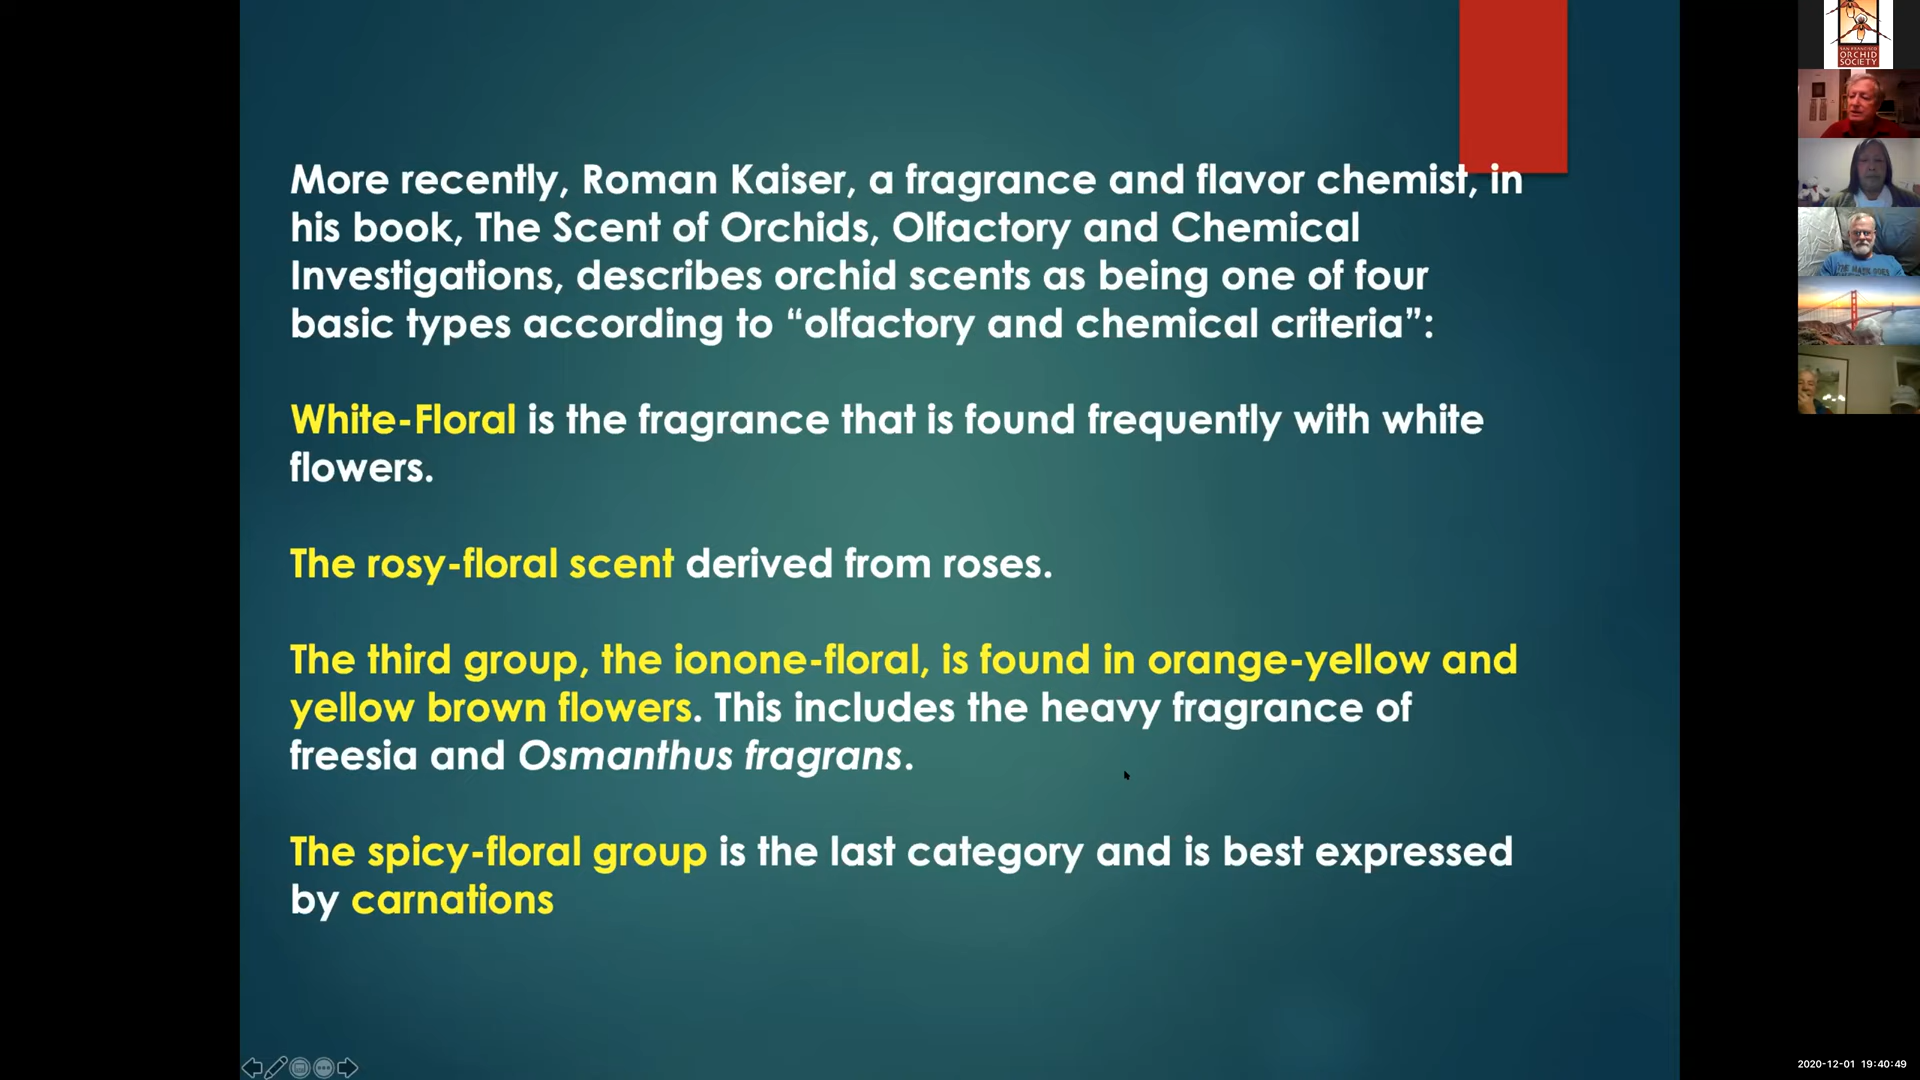 More recently, Roman Kaiser, a fragrance and flavor chemist, in
his book, The Scent of Orchids, Olfactory and Chemical
Investigations, describes orchid scents as being one of four
basic types according to “olfactory and chemical criteria”:
White-Floral is the fragrance that is found frequently with white
flowers.
The rosy-floral scent derived from roses.
The third group, the ionone-floral, is found in orange-yellow and
yellow brown flowers. This includes the heavy fragrance of
freesia and Osmanthus fragrans.
The spicy-floral group is the last category and is best expressed
by carnations
SAN FRANCISCO
ORCHID
SOCIETY
2020-12-01 19:40:49